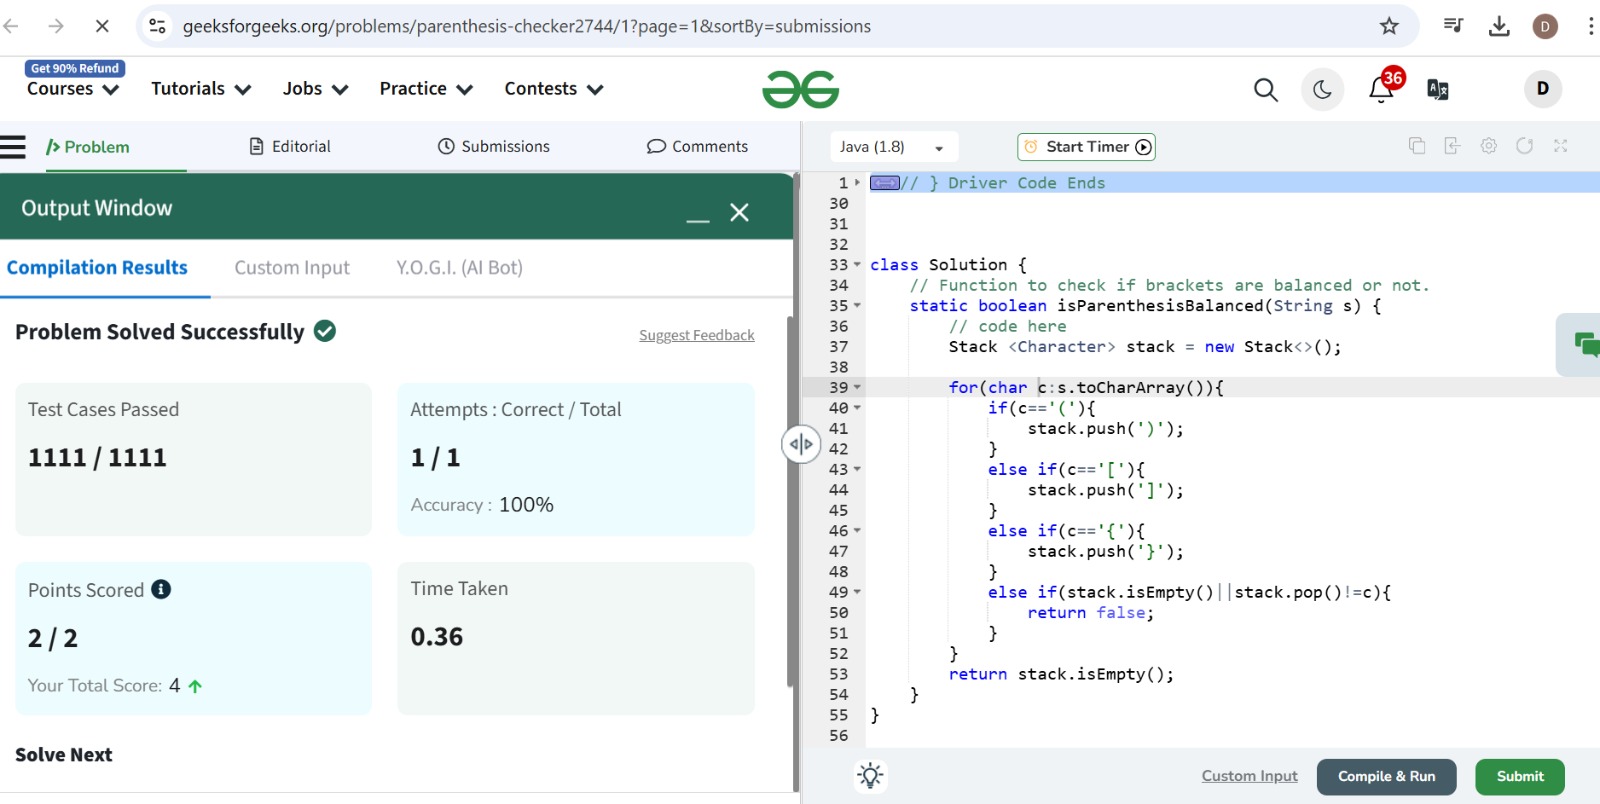 geeksforgeeks.org/problems/parenthesis-checker2744/1?page=1&sortBy=submissions
D
Get 90% Refund
Courses
Tutorials
Jobs
Practice
Contests
36
D
Problem
Editorial
Submissions
Comments
Output Window
Compilation Results
Custom Input
Y.O.G.I. (AI Bot)
Problem Solved Successfully
Suggest Feedback
Test Cases Passed
1111 / 1111
Attempts : Correct / Total
1 / 1
Accuracy : 100%
Points Scored
2 / 2
Your Total Score: 4
Time Taken
0.36
Solve Next
Java (1.8)
Start Timer
1 // } Driver Code Ends
30
31
32
33 class Solution {
34 // Function to check if brackets are balanced or not.
35 static boolean isParenthesisBalanced(String s) {
36 // code here
37 Stack <Character> stack = new Stack<>();
38
39 for(char c:s.toCharArray()){
40 if(c=='('){
41 stack.push(')');
42 }
43 else if(c=='['){
44 stack.push(']');
45 }
46 else if(c=='{'){
47 stack.push('}');
48 }
49 else if(stack.isEmpty()||stack.pop()!=c){
50 return false;
51 }
52 }
53 return stack.isEmpty();
54 }
55 }
56
Custom Input
Compile & Run
Submit